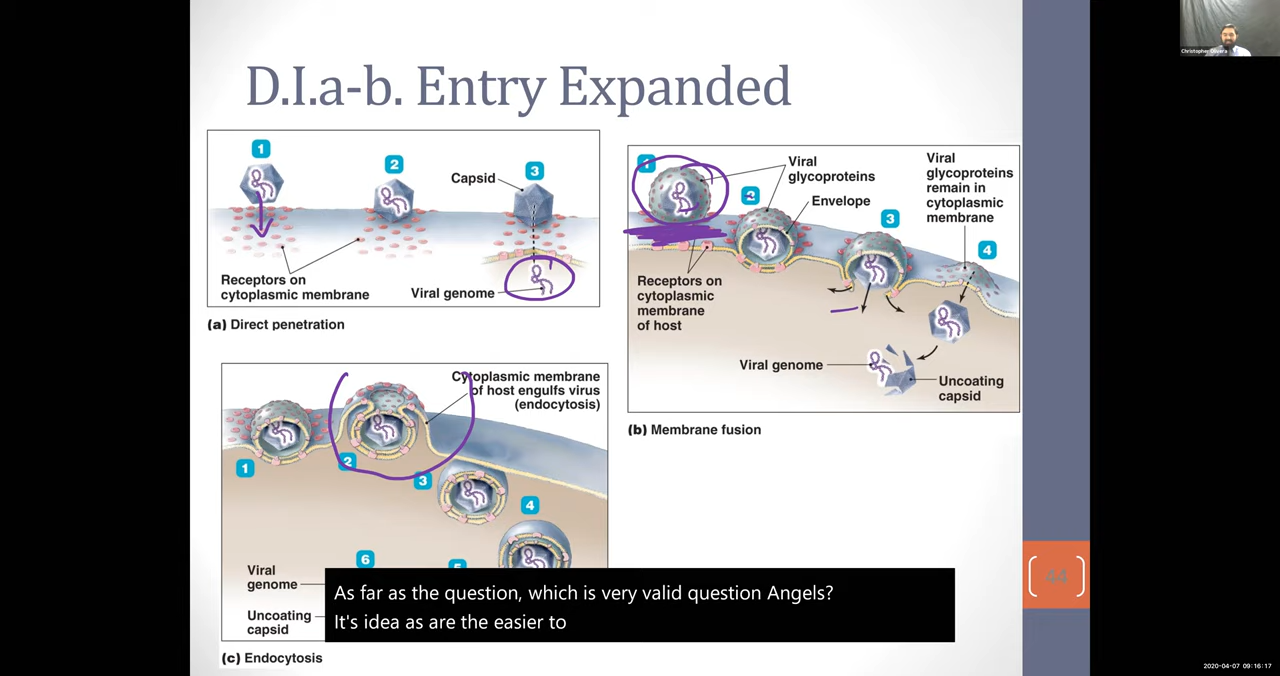 Christopher Olivera
D.I.a-b. Entry Expanded
1
2
3
Capsid
Receptors on
cytoplasmic membrane
Viral genome
(a) Direct penetration
1
2
3
4
Viral
glycoproteins
Envelope
Viral
glycoproteins
remain in
cytoplasmic
membrane
Receptors on
cytoplasmic
membrane
of host
Viral genome
Uncoating
capsid
(b) Membrane fusion
Cytoplasmic membrane
of host engulfs virus
(endocytosis)
1
2
3
4
5
6
Viral
genome
Uncoating
capsid
(c) Endocytosis
44
As far as the question, which is very valid question Angels?
It's idea as are the easier to
2020-04-07 09:16:17